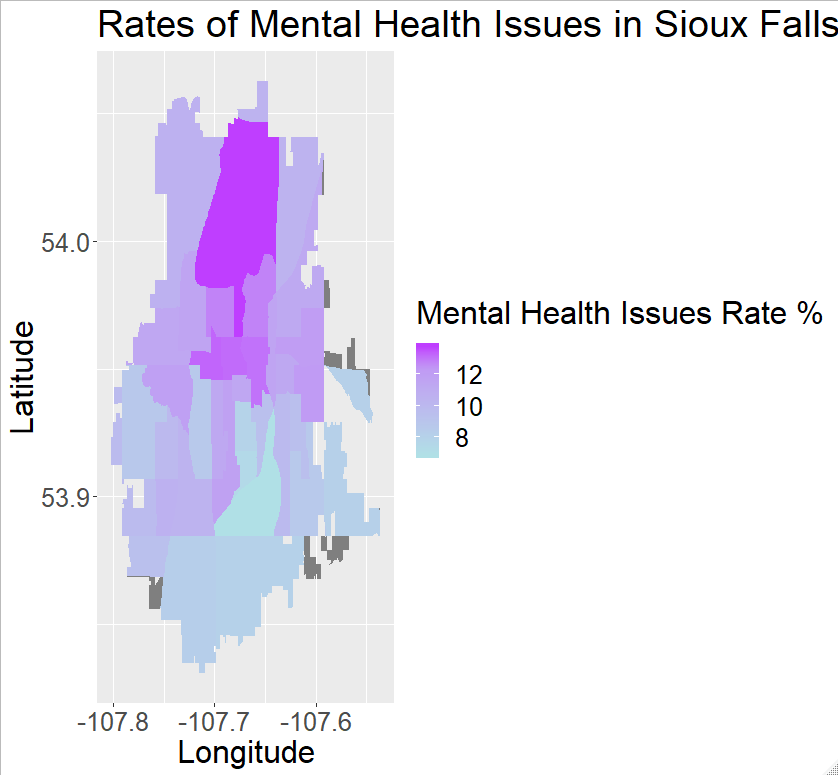 Rates of Mental Health Issues in Sioux Falls
54.0
53.9
Latitude
-107.8 -107.7 -107.6
Longitude
Mental Health Issues Rate %
12
10
8